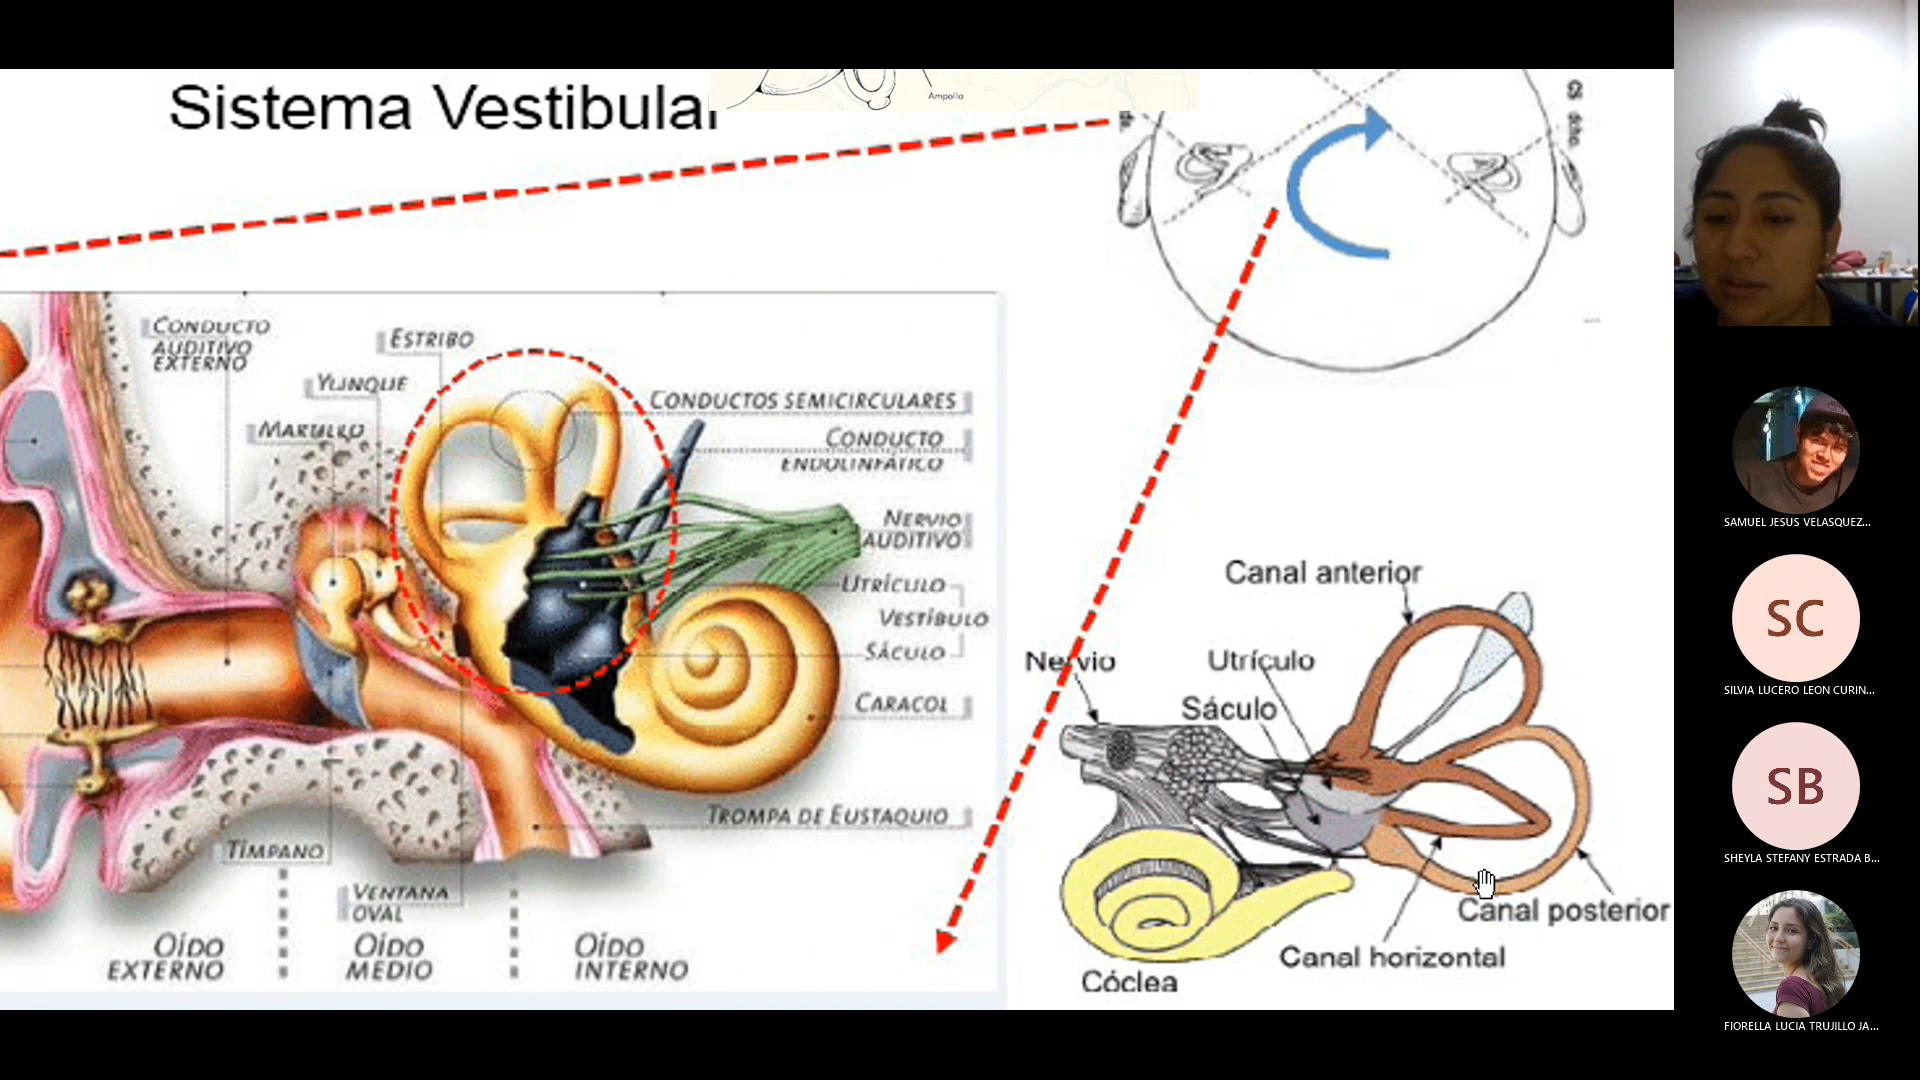 Sistema Vestibular
Ampolla
CONDUCTO
AUDITIVO
EXTERNO
ESTRIBO
YUNQUE
MARTILLO
CONDUCTOS SEMICIRCULARES
CONDUCTO
ENDOLINFÁTICO
NERVIO
AUDITIVO
UTRÍCULO
VESTÍBULO
SÁCULO
CARACOL
TROMPA DE EUSTAQUIO
TÍMPANO
VENTANA
OVAL
OÍDO
EXTERNO
OÍDO
MEDIO
OÍDO
INTERNO
Canal anterior
Nervio
Utrículo
Sáculo
Canal posterior
Canal horizontal
Cóclea
SAMUEL JESUS VELASQUEZ...
SC
SILVIA LUCERO LEON CURIN...
SB
SHEYLA STEFANY ESTRADA B...
FIORELLA LUCIA TRUJILLO JA...